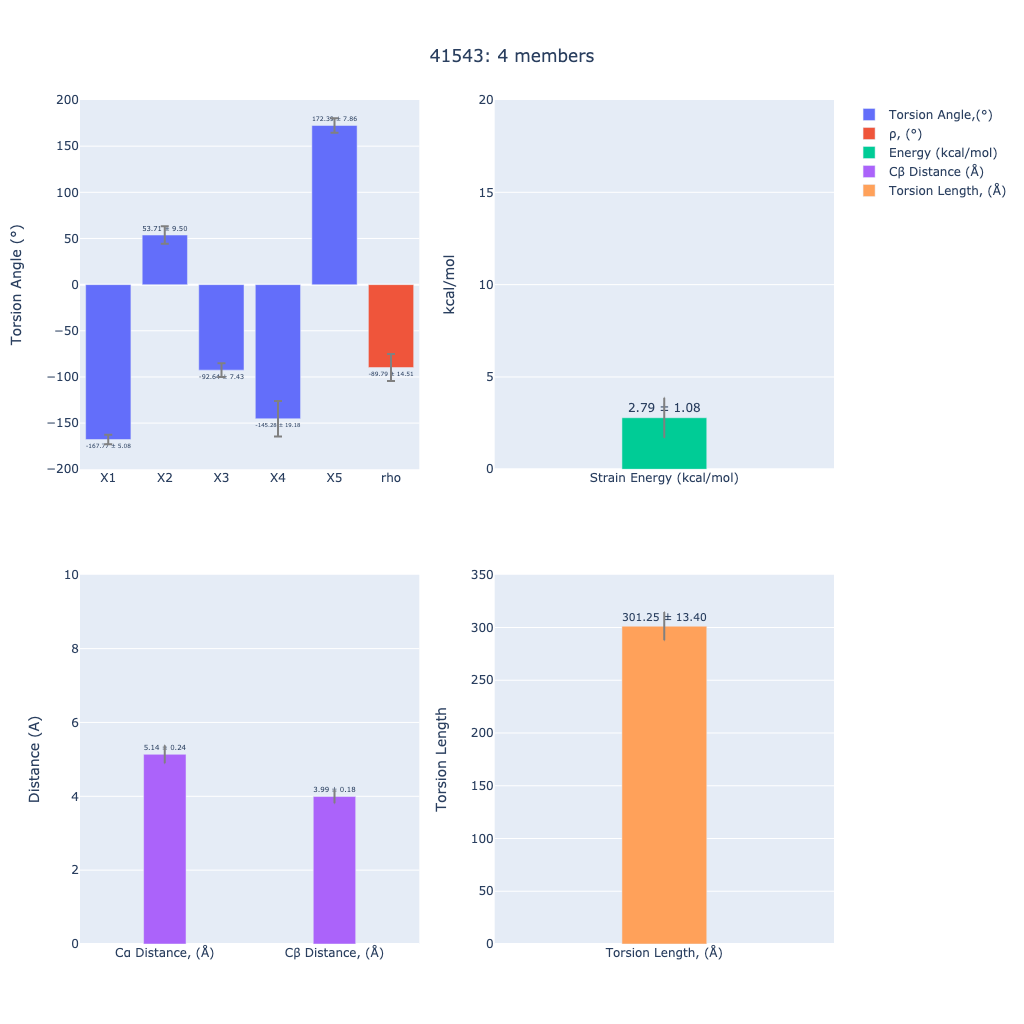 41543: 4 members
Torsion Angle (°)
200
150
100
50
0
−50
−100
−150
−200
-167.77 ± 5.08
53.71 ± 9.50
-92.64 ± 7.43
-145.28 ± 19.18
172.39 ± 7.86
-89.79 ± 14.51
X1 X2 X3 X4 X5 rho
kcal/mol
20
15
10
5
0
2.79 ± 1.08
Strain Energy (kcal/mol)
Torsion Angle,(°)
ρ, (°)
Energy (kcal/mol)
Cβ Distance (Å)
Torsion Length, (Å)
Distance (A)
10
8
6
4
2
0
5.14 ± 0.24
3.99 ± 0.18
Cα Distance, (Å) Cβ Distance, (Å)
Torsion Length
350
300
250
200
150
100
50
0
301.25 ± 13.40
Torsion Length, (Å)